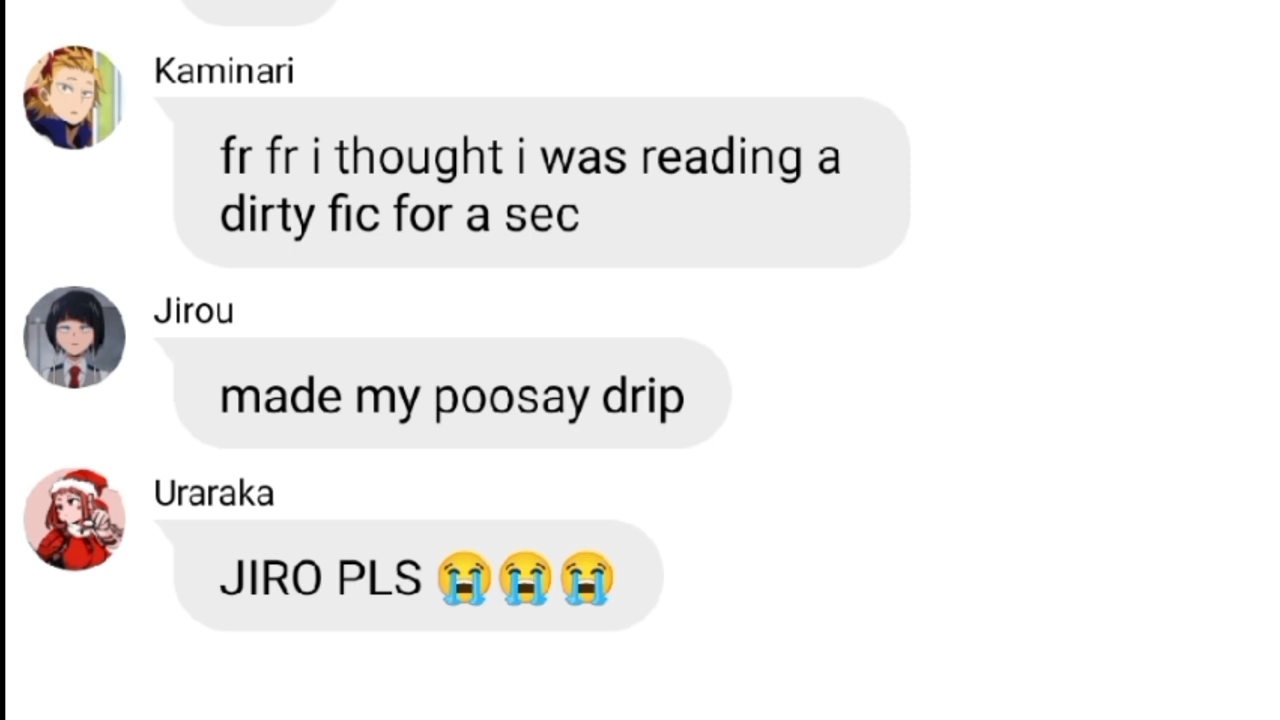 Kaminari
fr fr i thought i was reading a
dirty fic for a sec
Jirou
made my poosay drip
Uraraka
JIRO PLS 😭😭😭